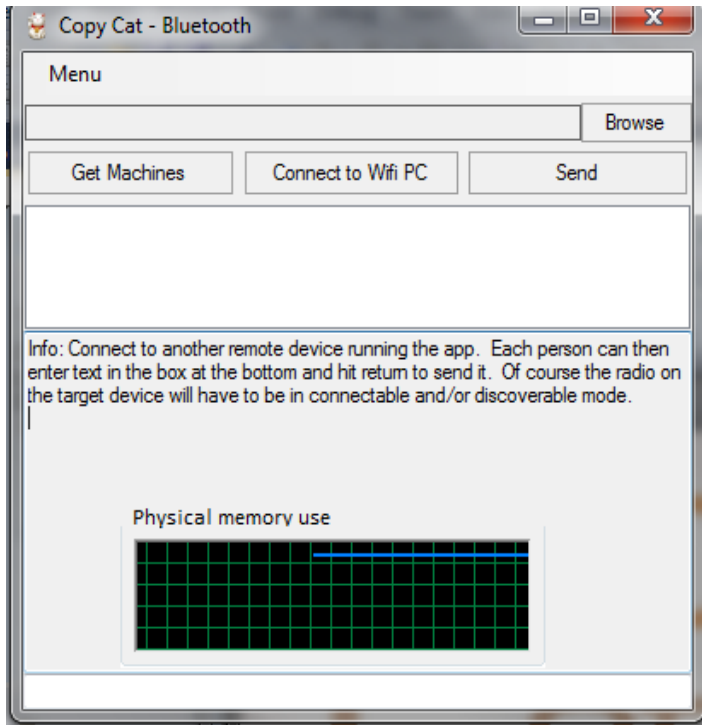 Copy Cat - Bluetooth
Menu
Browse
Get Machines Connect to Wifi PC Send
Info: Connect to another remote device running the app.  Each person can then
enter text in the box at the bottom and hit return to send it.  Of course the radio on
the target device will have to be in connectable and/or discoverable mode.
Physical memory use